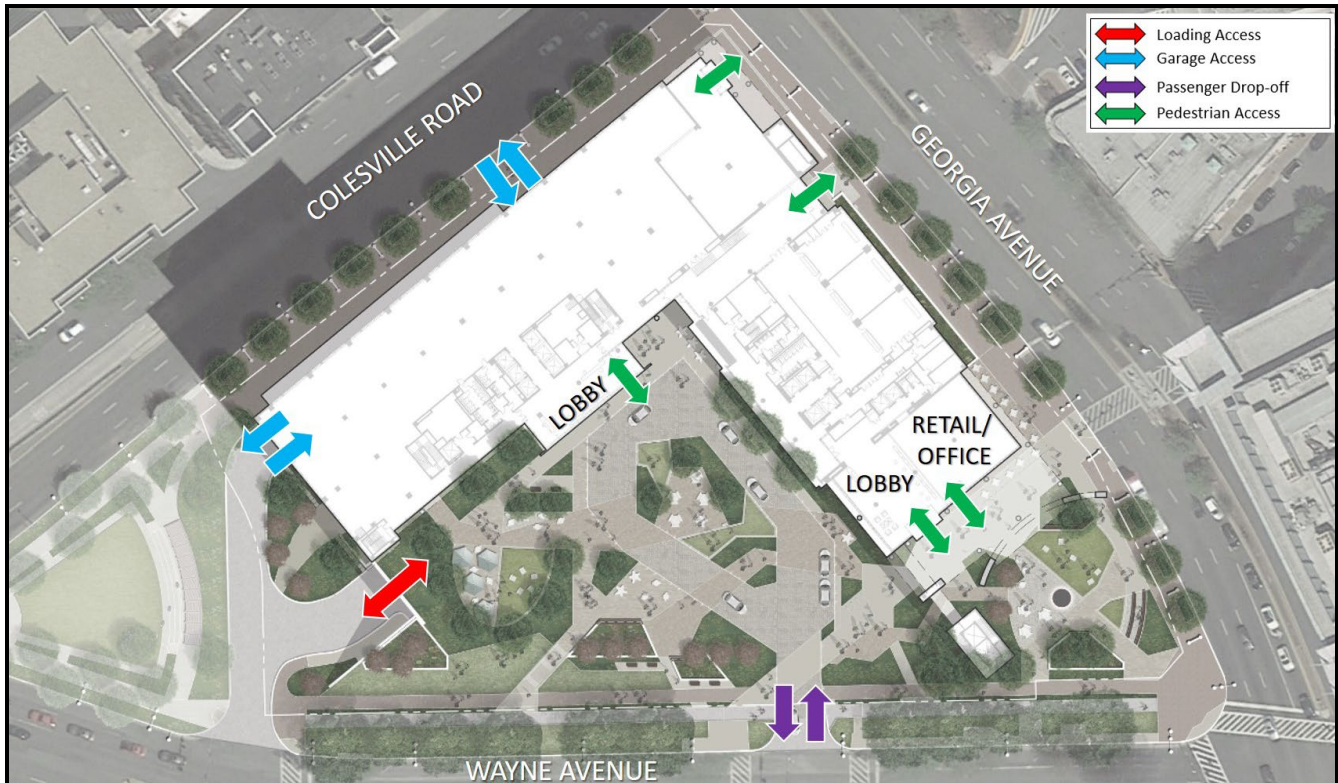 Loading Access
Garage Access
Passenger Drop-off
Pedestrian Access
COLESVILLE ROAD
GEORGIA AVENUE
LOBBY
RETAIL/
OFFICE
LOBBY
WAYNE AVENUE